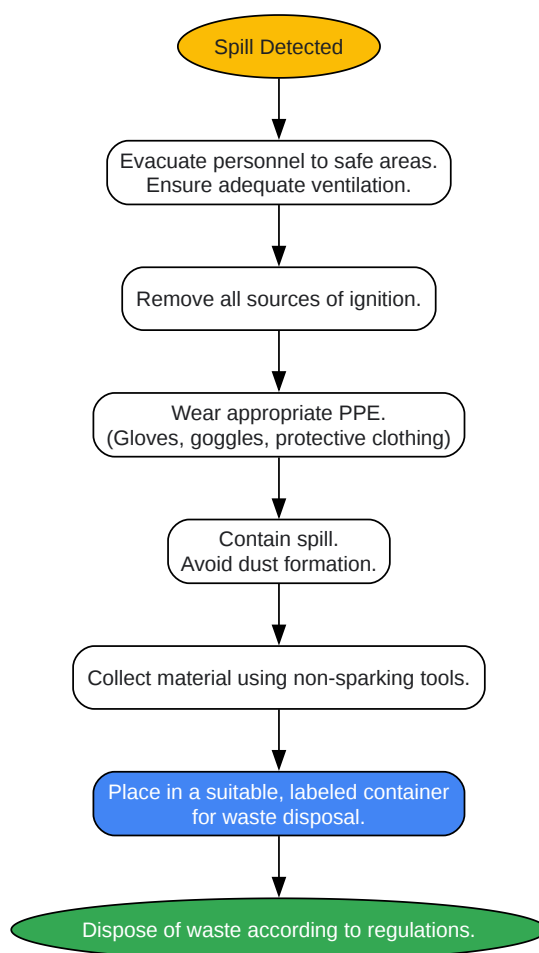 Spill Detected
Evacuate personnel to safe areas.
Ensure adequate ventilation.
Remove all sources of ignition.
Wear appropriate PPE.
(Gloves, goggles, protective clothing)
Contain spill.
Avoid dust formation.
Collect material using non-sparking tools.
Place in a suitable, labeled container
for waste disposal.
Dispose of waste according to regulations.